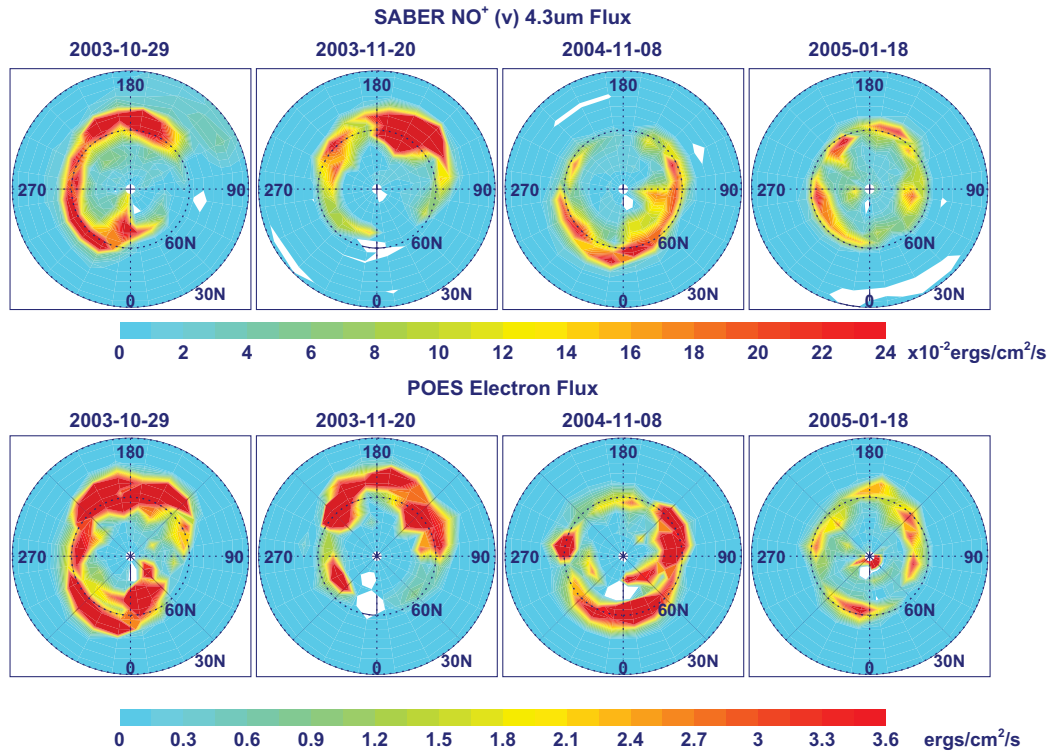 SABER NO⁺ (v) 4.3um Flux
2003-10-29 2003-11-20 2004-11-08 2005-01-18
180 180 180 180
270 90 270 90 270 90 270 90
60N 60N 60N 60N
0 30N 0 30N 0 30N 0 30N
0 2 4 6 8 10 12 14 16 18 20 22 24 x10⁻²ergs/cm²/s
POES Electron Flux
2003-10-29 2003-11-20 2004-11-08 2005-01-18
180 180 180 180
270 90 270 90 270 90 270 90
60N 60N 60N 60N
0 30N 0 30N 0 30N 0 30N
0 0.3 0.6 0.9 1.2 1.5 1.8 2.1 2.4 2.7 3 3.3 3.6 ergs/cm²/s